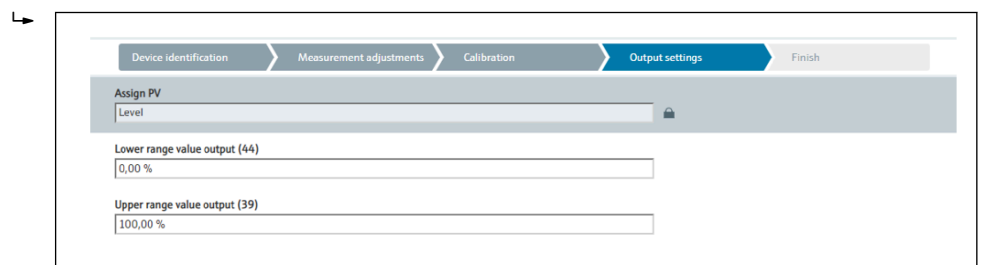 Device identification Measurement adjustments Calibration Output settings Finish
Assign PV
Level
Lower range value output (44)
0,00 %
Upper range value output (39)
100,00 %